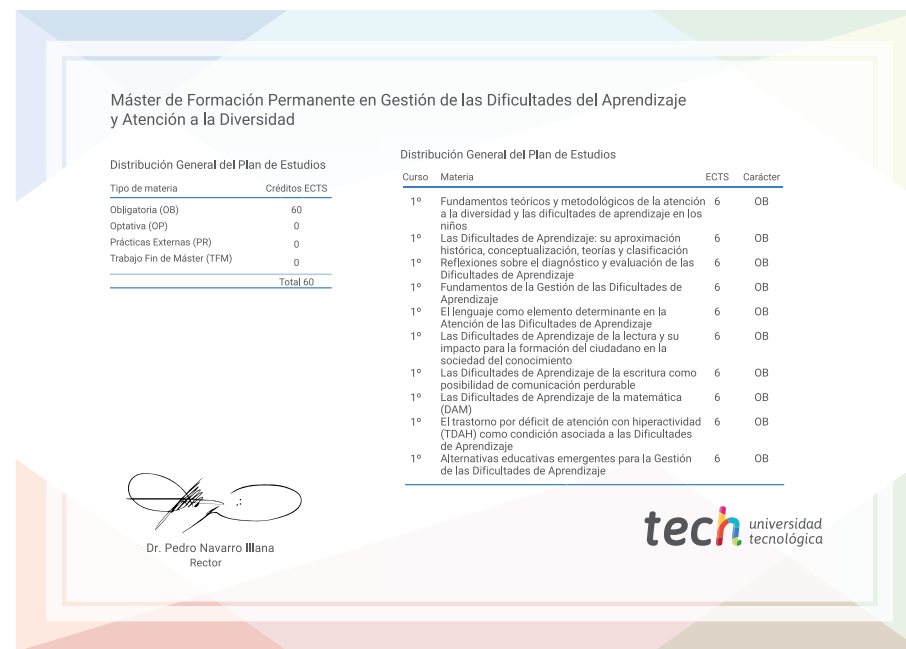 Máster de Formación Permanente en Gestión de las Dificultades del Aprendizaje
y Atención a la Diversidad
Distribución General del Plan de Estudios
Tipo de materia Créditos ECTS
Obligatoria (OB) 60
Optativa (OP) 0
Prácticas Externas (PR) 0
Trabajo Fin de Máster (TFM) 0
Total 60
Distribución General del Plan de Estudios
Curso Materia ECTS Carácter
1º Fundamentos teóricos y metodológicos de la atención 6 OB
a la diversidad y las dificultades de aprendizaje en los
niños
1º Las Dificultades de Aprendizaje: su aproximación 6 OB
histórica, conceptualización, teorías y clasificación
1º Reflexiones sobre el diagnóstico y evaluación de las 6 OB
Dificultades de Aprendizaje
1º Fundamentos de la Gestión de las Dificultades de 6 OB
Aprendizaje
1º El lenguaje como elemento determinante en la 6 OB
Atención de las Dificultades de Aprendizaje
1º Las Dificultades de Aprendizaje de la lectura y su 6 OB
impacto para la formación del ciudadano en la
sociedad del conocimiento
1º Las Dificultades de Aprendizaje de la escritura como 6 OB
posibilidad de comunicación perdurable
1º Las Dificultades de Aprendizaje de la matemática 6 OB
(DAM)
1º El trastorno por déficit de atención con hiperactividad 6 OB
(TDAH) como condición asociada a las Dificultades
de Aprendizaje
1º Alternativas educativas emergentes para la Gestión 6 OB
de las Dificultades de Aprendizaje
Dr. Pedro Navarro Illana
Rector
tech universidad
tecnológica